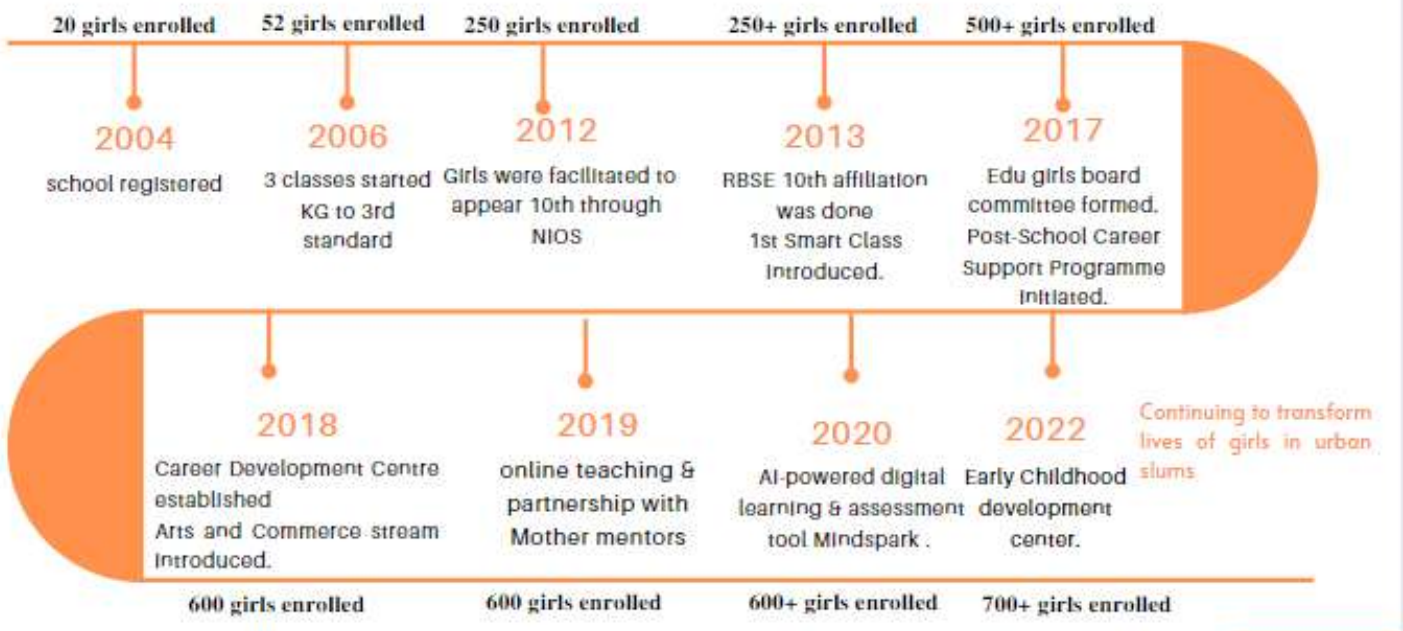 20 girls enrolled
52 girls enrolled
250 girls enrolled
250+ girls enrolled
500+ girls enrolled
2004
school registered
2006
3 classes started
KG to 3rd
standard
2012
Girls were facilitated to
appear 10th through
NIOS
2013
RBSE 10th affiliation
was done
1st Smart Class
Introduced.
2017
Edu girls board
committee formed.
Post-School Career
Support Programme
Initiated.
2018
Career Development Centre
established
Arts and Commerce stream
Introduced.
2019
online teaching &
partnership with
Mother mentors
2020
AI-powered digital
learning & assessment
tool Mindspark .
2022
Early Childhood
development
center.
Continuing to transform
lives of girls in urban
slums
600 girls enrolled
600 girls enrolled
600+ girls enrolled
700+ girls enrolled